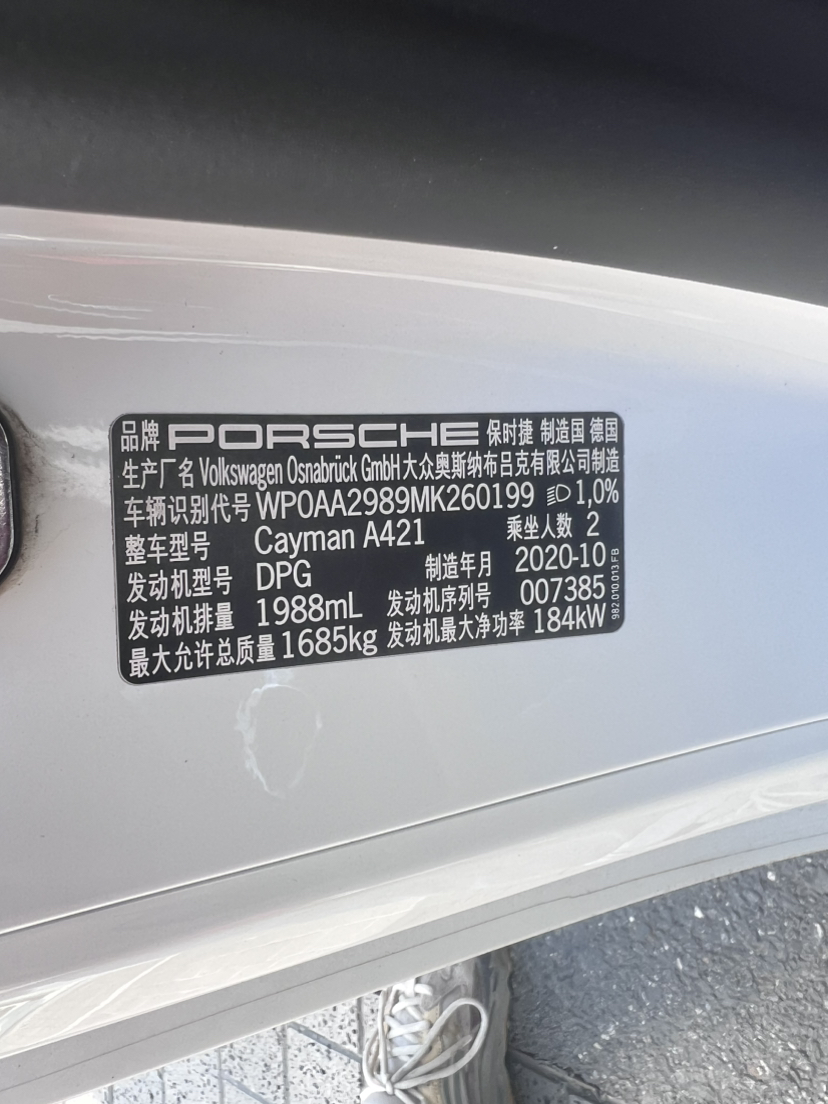 品牌 PORSCHE 保时捷 制造国 德国
生产厂名 Volkswagen Osnabrück GmbH 大众奥斯纳布吕克有限公司制造
车辆识别代号 WP0AA2989MK260199 1,0%
整车型号 Cayman A421 乘坐人数 2
发动机型号 DPG 制造年月 2020-10
发动机排量 1988mL 发动机序列号 007385
最大允许总质量 1685kg 发动机最大净功率 184kW
982.010.013.FB